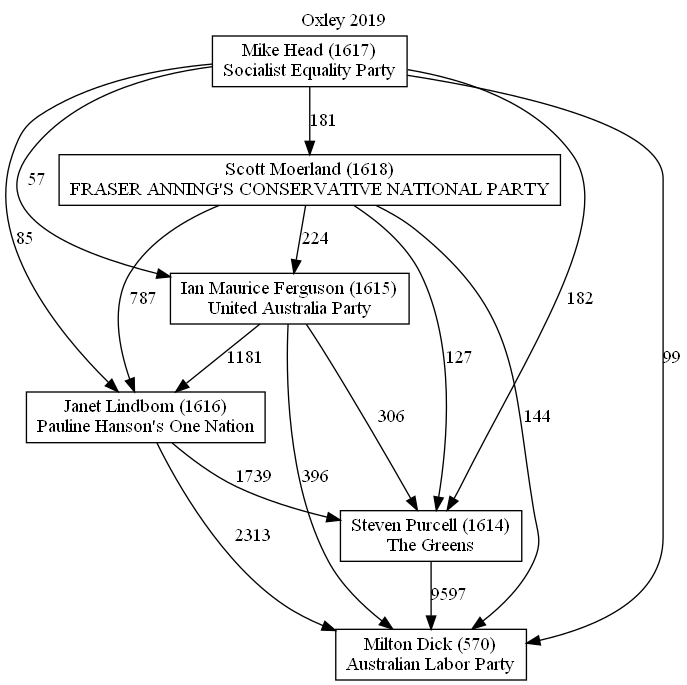 Oxley 2019
Mike Head (1617)
Socialist Equality Party
181
Scott Moerland (1618)
FRASER ANNING'S CONSERVATIVE NATIONAL PARTY
57
85
224
787
182
Ian Maurice Ferguson (1615)
United Australia Party
1181
127
99
Janet Lindbom (1616)
Pauline Hanson's One Nation
306
144
1739
396
2313
Steven Purcell (1614)
The Greens
9597
Milton Dick (570)
Australian Labor Party